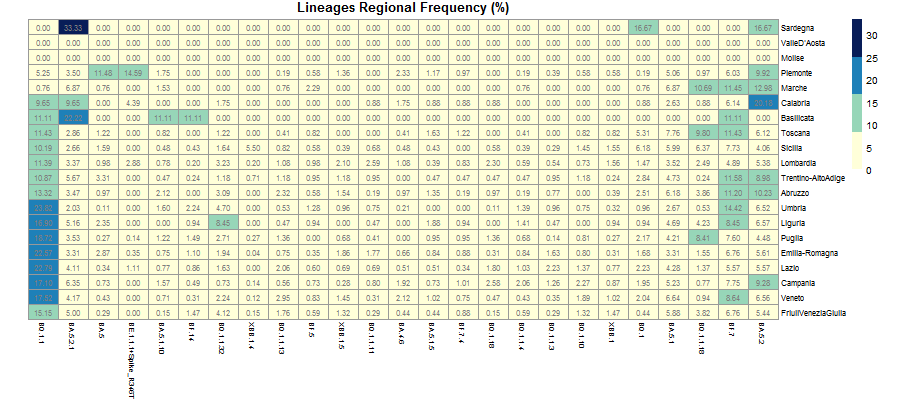 Lineages Regional Frequency (%)
0.00 33.33 0.00 0.00 0.00 0.00 0.00 0.00 0.00 0.00 0.00 0.00 0.00 0.00 0.00 0.00 0.00 0.00 0.00 0.00 16.67 0.00 0.00 0.00 16.67 Sardegna
0.00 0.00 0.00 0.00 0.00 0.00 0.00 0.00 0.00 0.00 0.00 0.00 0.00 0.00 0.00 0.00 0.00 0.00 0.00 0.00 0.00 0.00 0.00 0.00 0.00 ValleD'Aosta
0.00 0.00 0.00 0.00 0.00 0.00 0.00 0.00 0.00 0.00 0.00 0.00 0.00 0.00 0.00 0.00 0.00 0.00 0.00 0.00 0.00 0.00 0.00 0.00 0.00 Molise
5.25 3.50 11.48 14.59 1.75 0.00 0.00 0.00 0.19 0.58 1.36 0.00 2.33 1.17 0.97 0.00 0.19 0.39 0.58 0.58 0.19 5.06 0.97 6.03 9.92 Piemonte
0.76 6.87 0.76 0.00 1.53 0.00 0.00 0.00 0.76 2.29 0.00 0.00 0.00 0.00 0.00 0.00 0.76 0.00 0.00 0.00 0.76 6.87 10.69 11.45 12.98 Marche
9.65 9.65 0.00 4.39 0.00 0.00 1.75 0.00 0.00 0.00 0.00 0.88 1.75 0.88 0.88 0.88 0.00 0.00 0.00 0.00 0.88 2.63 0.88 6.14 Calabria
11.11 22.22 0.00 0.00 11.11 11.11 0.00 0.00 0.00 0.00 0.00 0.00 0.00 0.00 0.00 0.00 0.00 0.00 0.00 0.00 0.00 0.00 0.00 11.11 0.00 Basilicata
11.43 2.86 1.22 0.00 0.82 0.00 1.22 0.00 0.41 0.82 0.00 0.00 0.41 1.63 1.22 0.00 0.41 0.00 0.82 0.82 5.31 7.76 9.80 11.43 6.12 Toscana
10.19 2.66 1.59 0.00 0.48 0.43 1.64 5.50 0.82 0.58 0.39 0.68 0.48 0.43 0.00 0.58 0.39 0.29 1.45 1.55 6.18 5.99 6.37 7.73 4.06 Sicilia
11.39 3.37 0.98 2.88 0.78 0.20 3.23 0.20 1.08 0.98 2.10 2.59 1.08 0.39 0.83 2.30 0.59 0.54 0.73 1.56 1.47 3.52 2.49 4.89 5.38 Lombardia
10.87 5.67 3.31 0.00 0.47 0.24 1.18 0.71 1.18 0.95 1.18 0.95 0.00 0.47 0.47 0.00 0.47 0.47 0.95 1.18 0.24 2.84 4.73 0.24 11.58 8.98 Trentino-AltoAdige
13.32 3.47 0.97 0.00 2.12 0.00 3.09 0.00 2.32 0.58 1.54 0.19 0.97 1.35 0.19 0.97 1.35 0.77 0.00 0.39 2.51 6.18 3.86 11.20 10.23 Abruzzo
2.03 0.11 0.00 1.60 2.24 4.70 0.00 0.53 1.28 0.96 0.75 0.21 0.00 0.00 0.11 1.39 0.96 0.75 0.32 0.96 2.67 0.53 14.42 6.52 Umbria
16.90 5.16 2.35 0.00 0.00 0.94 8.45 0.00 0.47 0.94 0.00 0.47 0.00 1.88 0.94 0.00 0.47 0.00 0.00 0.94 0.94 4.69 4.23 8.45 6.57 Liguria
18.72 3.53 0.27 0.14 1.22 1.49 2.71 0.27 1.36 0.00 0.68 0.41 0.00 0.95 0.95 1.36 0.68 0.14 0.81 0.27 2.17 4.21 8.41 7.60 4.48 Puglia
22.67 3.31 2.87 0.35 0.75 1.10 1.94 0.04 0.75 0.35 1.86 1.77 0.66 0.84 0.88 0.31 0.84 1.63 0.80 0.31 1.68 3.31 1.55 6.76 5.61 Emilia-Romagna
22.79 4.11 0.34 1.11 0.77 0.86 1.63 0.00 2.06 0.60 0.69 0.69 0.51 0.51 0.34 1.80 1.03 2.23 1.37 0.77 2.23 4.28 1.37 5.57 5.57 Lazio
17.10 6.35 0.73 0.00 1.57 0.49 0.73 0.14 0.56 0.73 0.28 0.80 1.92 0.73 1.01 2.58 2.06 1.26 2.27 0.87 1.95 5.23 0.77 7.75 9.28 Campania
17.52 4.17 0.43 0.00 0.71 0.31 2.24 0.12 2.95 0.83 1.45 0.31 2.12 1.02 0.75 0.47 0.43 0.35 1.89 1.02 2.04 6.64 0.94 8.64 6.56 Veneto
15.15 5.00 0.29 0.00 0.15 1.47 4.12 0.15 1.76 0.59 1.32 0.29 0.44 0.44 0.88 0.15 0.59 0.29 1.32 1.47 0.44 5.88 3.82 6.76 5.44 FriuliVeneziaGiulia
BQ.1.1 BA.5.2.1 BA.5 BE.1.1.1+Spike_R346T BA.5.1.10 BF.14 BQ.1.1.32 XBB.1.4 BQ.1.1.13 BF.5 XBB.1.5 BQ.1.1.11 BA.4.6 BA.5.1.5 BF.7.4 BQ.1.18 BQ.1.1.4 BQ.1.3 BQ.1.10 XBB.1 BQ.1 BA.5.1 BQ.1.1.18 BF.7 BA.5.2
30
25
20
15
10
5
0